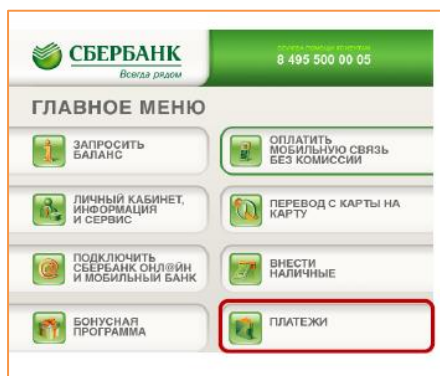 СБЕРБАНК
Всегда рядом
8 495 500 00 05
ГЛАВНОЕ МЕНЮ
ЗАПРОСИТЬ
БАЛАНС
ОПЛАТИТЬ
МОБИЛЬНУЮ СВЯЗЬ
БЕЗ КОМИССИИ
ЛИЧНЫЙ КАБИНЕТ,
ИНФОРМАЦИЯ
И СЕРВИС
ПЕРЕВОД С КАРТЫ НА
КАРТУ
ПОДКЛЮЧИТЬ
СБЕРБАНК ОНЛ@ЙН
И МОБИЛЬНЫЙ БАНК
ВНЕСТИ
НАЛИЧНЫЕ
БОНУСНАЯ
ПРОГРАММА
ПЛАТЕЖИ